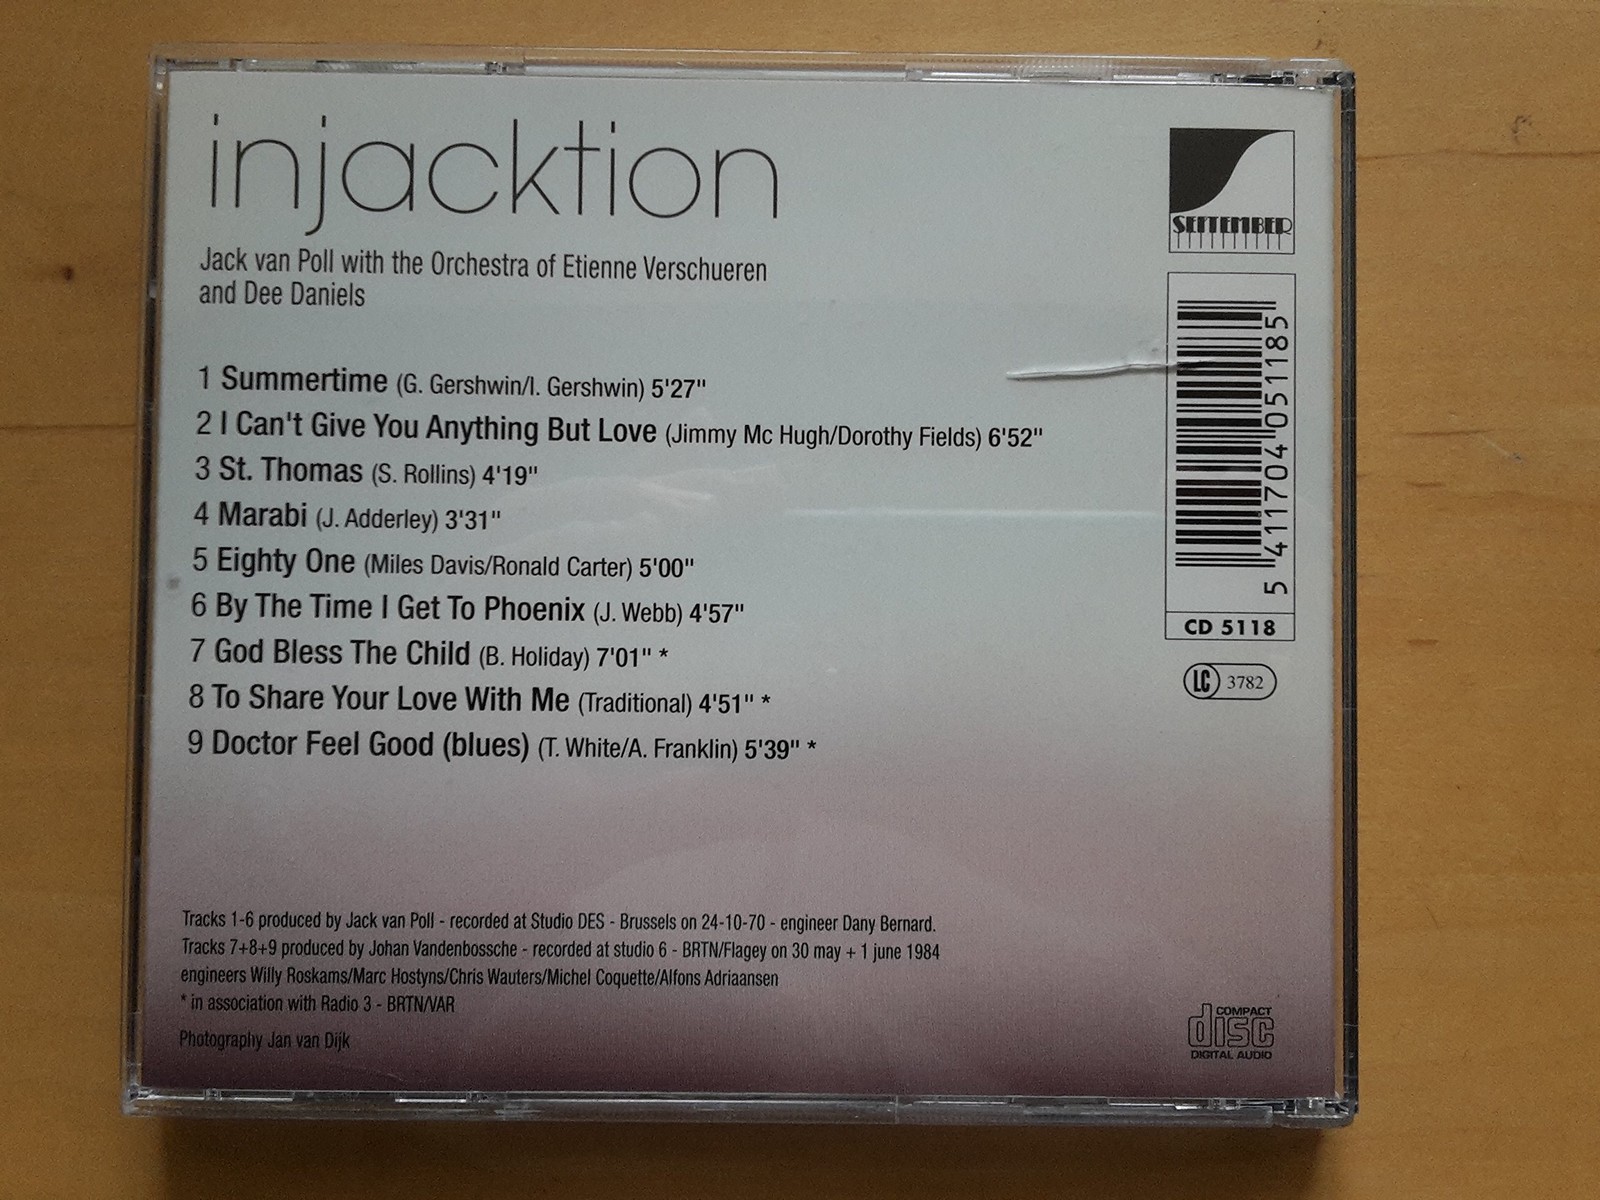 injacktion
Jack van Poll with the Orchestra of Etienne Verschueren
and Dee Daniels
1 Summertime (G. Gershwin/I. Gershwin) 5'27"
2 I Can't Give You Anything But Love (Jimmy Mc Hugh/Dorothy Fields) 6'52"
3 St. Thomas (S. Rollins) 4'19"
4 Marabi (J. Adderley) 3'31"
5 Eighty One (Miles Davis/Ronald Carter) 5'00"
6 By The Time I Get To Phoenix (J. Webb) 4'57"
7 God Bless The Child (B. Holiday) 7'01" *
8 To Share Your Love With Me (Traditional) 4'51" *
9 Doctor Feel Good (blues) (T. White/A. Franklin) 5'39" *
Tracks 1-6 produced by Jack van Poll - recorded at Studio DES - Brussels on 24-10-70 - engineer Dany Bernard.
Tracks 7+8+9 produced by Johan Vandenbossche - recorded at studio 6 - BRTN/Flagey on 30 may + 1 june 1984
engineers Willy Roskams/Marc Hostyns/Chris Wauters/Michel Coquette/Alfons Adriaansen
* in association with Radio 3 - BRTN/VAR
Photography Jan van Dijk
SEPTEMBER
5 411704 051185
CD 5118
LC 3782
COMPACT
disc
DIGITAL AUDIO